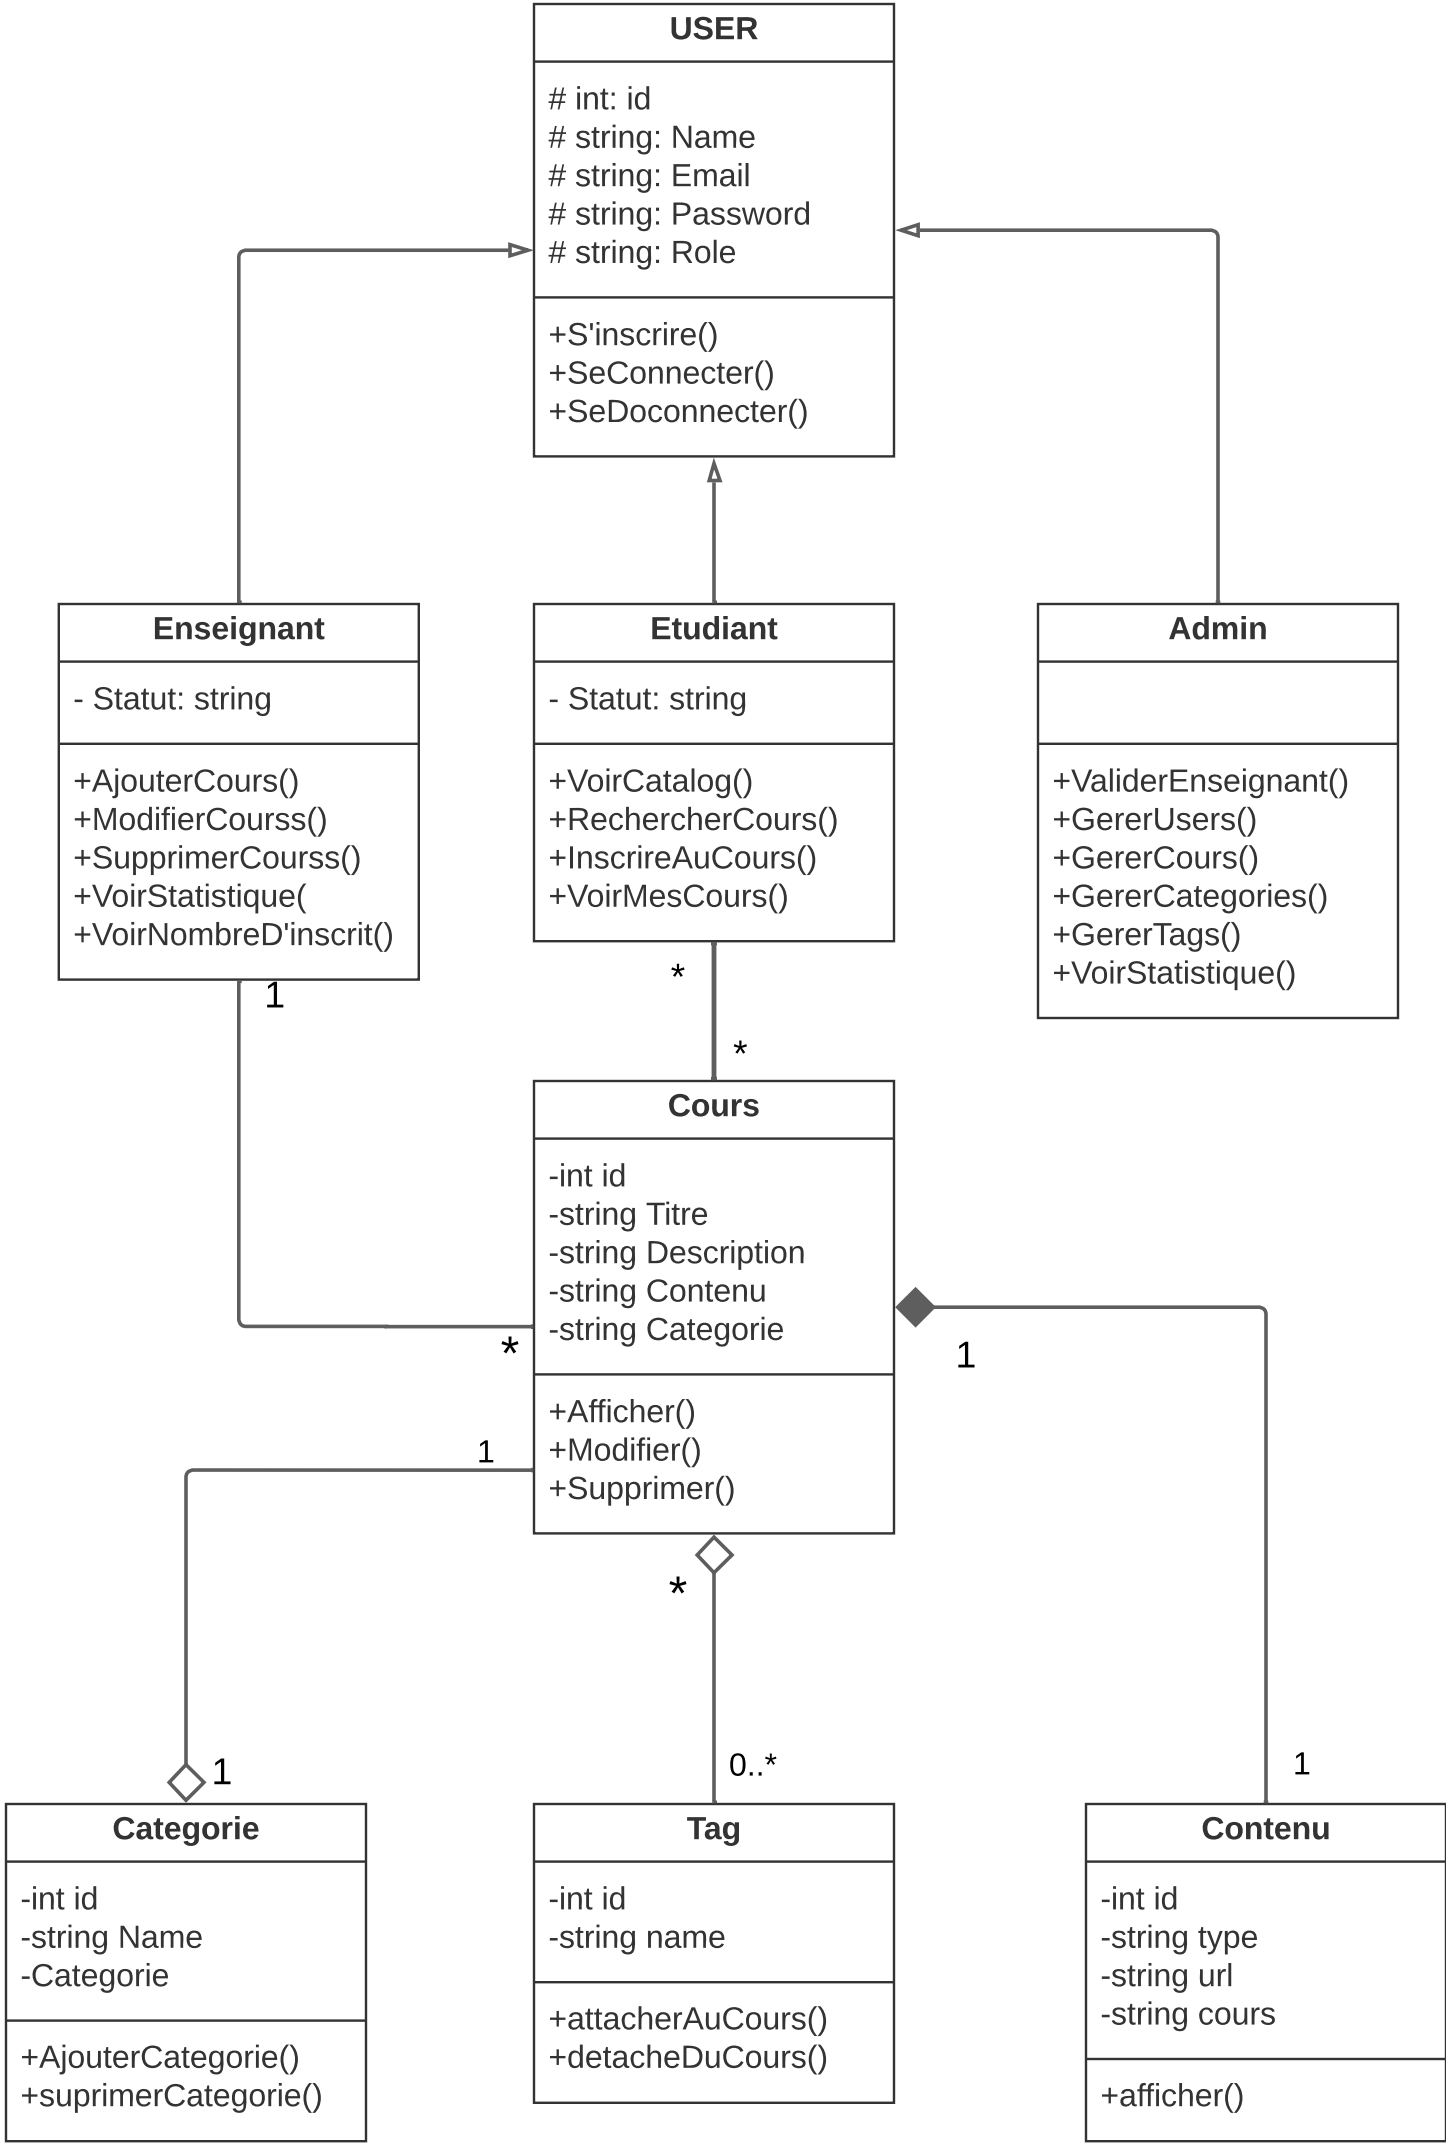 USER
# int: id
# string: Name
# string: Email
# string: Password
# string: Role
+S'inscrire()
+SeConnecter()
+SeDoconnecter()
Enseignant
- Statut: string
+AjouterCours()
+ModifierCourss()
+SupprimerCourss()
+VoirStatistique(
+VoirNombreD'inscrit()
1
Etudiant
- Statut: string
+VoirCatalog()
+RechercherCours()
+InscrireAuCours()
+VoirMesCours()
*
*
Admin
+ValiderEnseignant()
+GererUsers()
+GererCours()
+GererCategories()
+GererTags()
+VoirStatistique()
Cours
-int id
-string Titre
-string Description
-string Contenu
-string Categorie
+Afficher()
+Modifier()
+Supprimer()
*
1
1
*
1
0..*
1
Categorie
-int id
-string Name
-Categorie
+AjouterCategorie()
+suprimerCategorie()
Tag
-int id
-string name
+attacherAuCours()
+detacheDuCours()
Contenu
-int id
-string type
-string url
-string cours
+afficher()